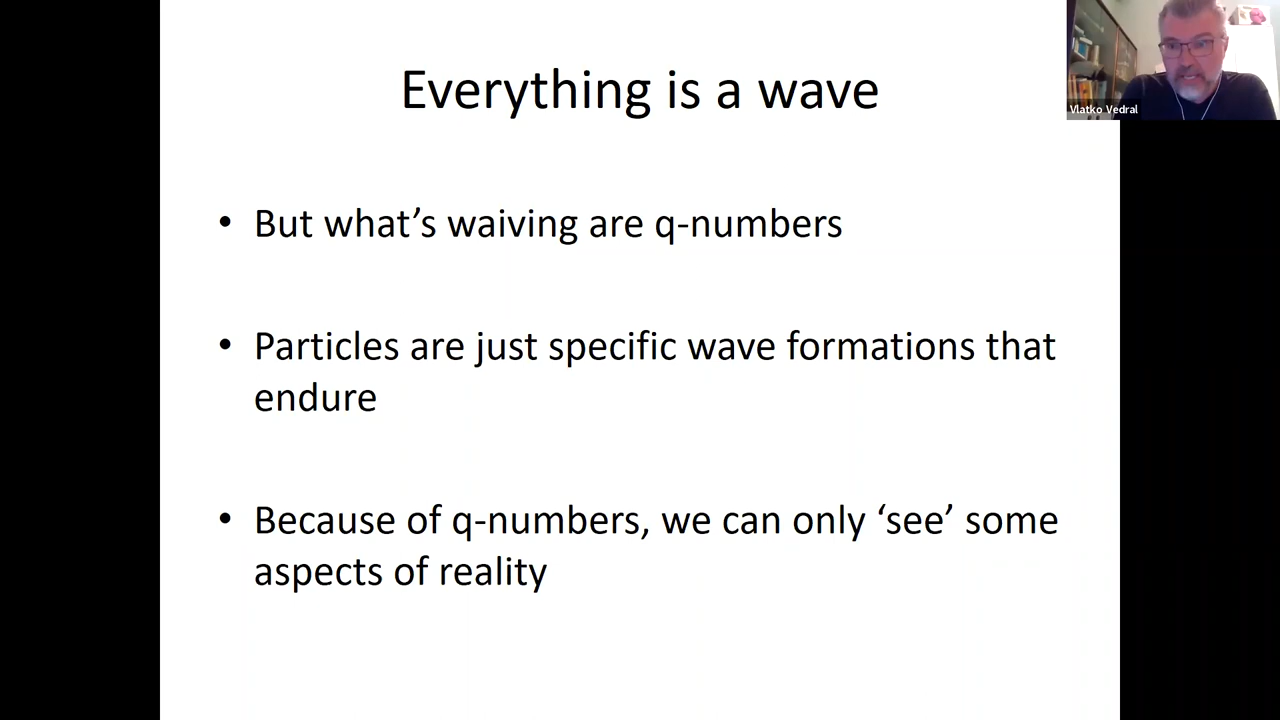 Everything is a wave
Vlatko Vedral
• But what’s waiving are q-numbers
• Particles are just specific wave formations that
endure
• Because of q-numbers, we can only ‘see’ some
aspects of reality